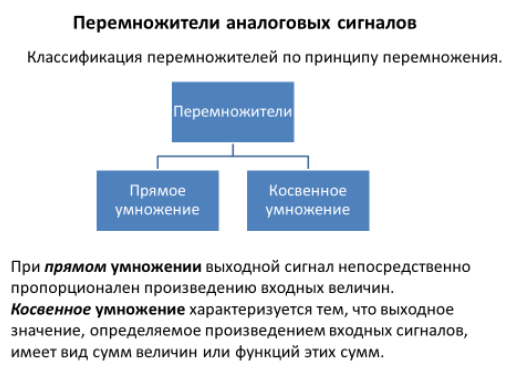 Перемножители аналоговых сигналов
Классификация перемножителей по принципу перемножения.
Перемножители
Прямое
умножение
Косвенное
умножение
При прямом умножении выходной сигнал непосредственно
пропорционален произведению входных величин.
Косвенное умножение характеризуется тем, что выходное
значение, определяемое произведением входных сигналов,
имеет вид сумм величин или функций этих сумм.